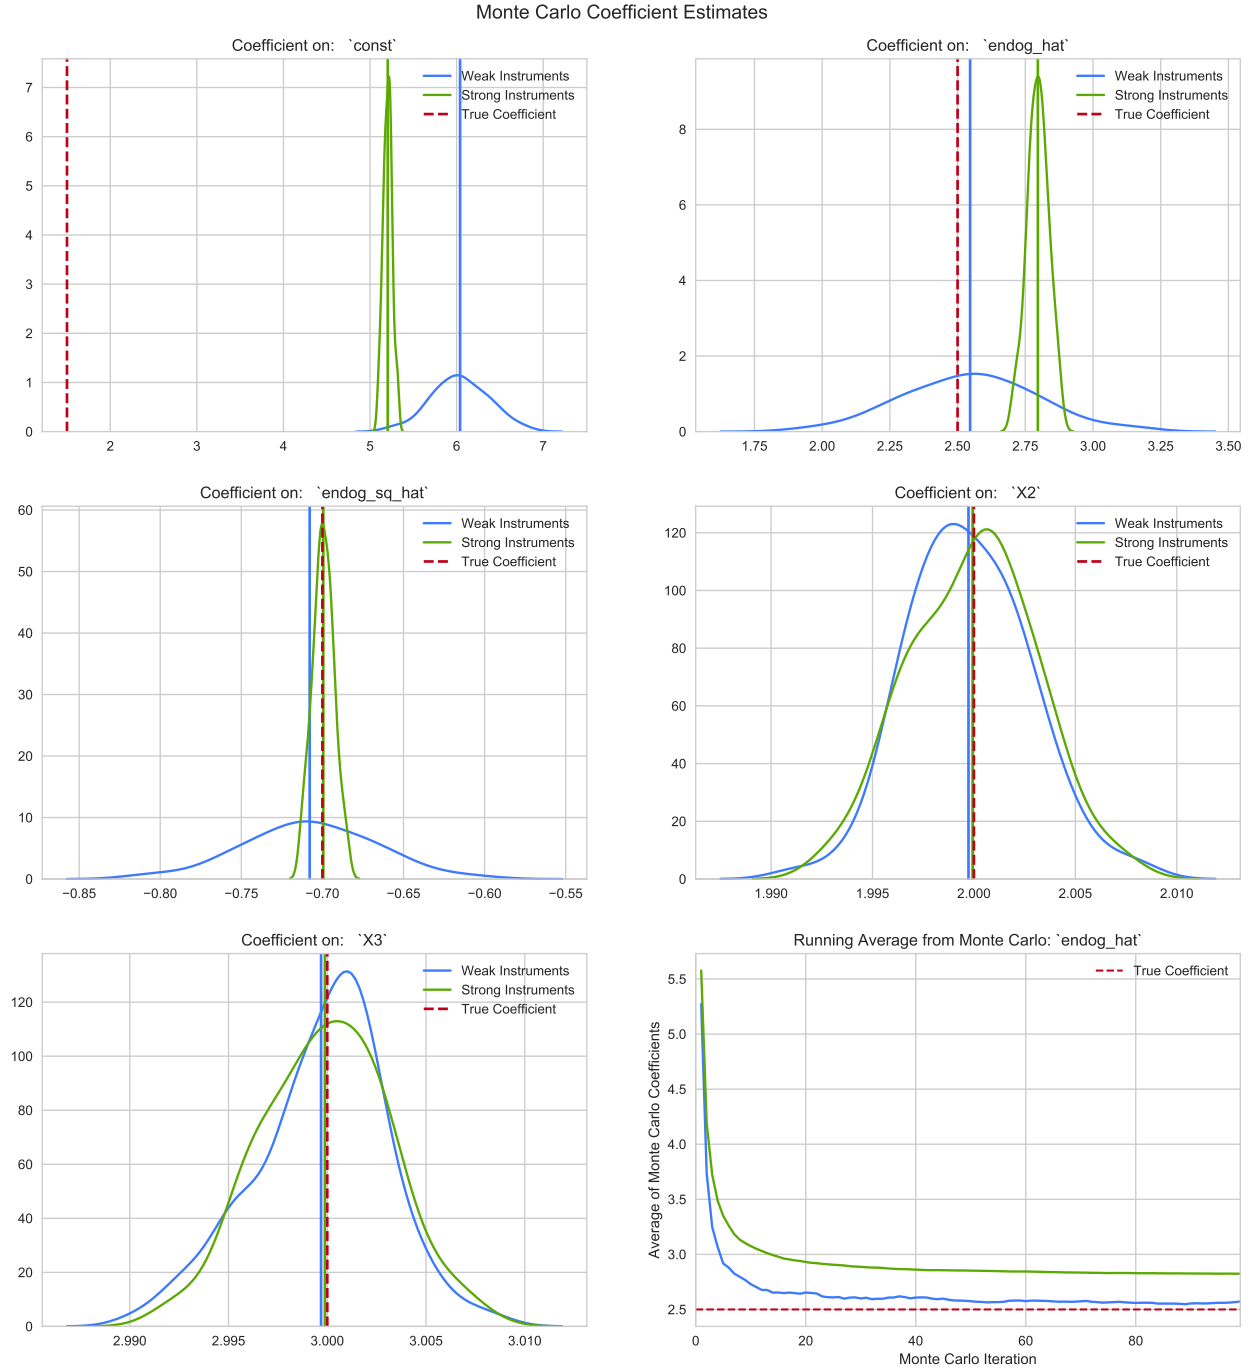 Monte Carlo Coefficient Estimates
Coefficient on: `const`
Weak Instruments
Strong Instruments
True Coefficient
7
6
5
4
3
2
1
0
2 3 4 5 6 7
Coefficient on: `endog_hat`
Weak Instruments
Strong Instruments
True Coefficient
8
6
4
2
0
1.75 2.00 2.25 2.50 2.75 3.00 3.25 3.50
Coefficient on: `endog_sq_hat`
Weak Instruments
Strong Instruments
True Coefficient
60
50
40
30
20
10
0
−0.85 −0.80 −0.75 −0.70 −0.65 −0.60 −0.55
Coefficient on: `X2`
Weak Instruments
Strong Instruments
True Coefficient
120
100
80
60
40
20
0
1.990 1.995 2.000 2.005 2.010
Coefficient on: `X3`
Weak Instruments
Strong Instruments
True Coefficient
120
100
80
60
40
20
0
2.990 2.995 3.000 3.005 3.010
Running Average from Monte Carlo: `endog_hat`
True Coefficient
Average of Monte Carlo Coefficients
5.5
5.0
4.5
4.0
3.5
3.0
2.5
0 20 40 60 80
Monte Carlo Iteration